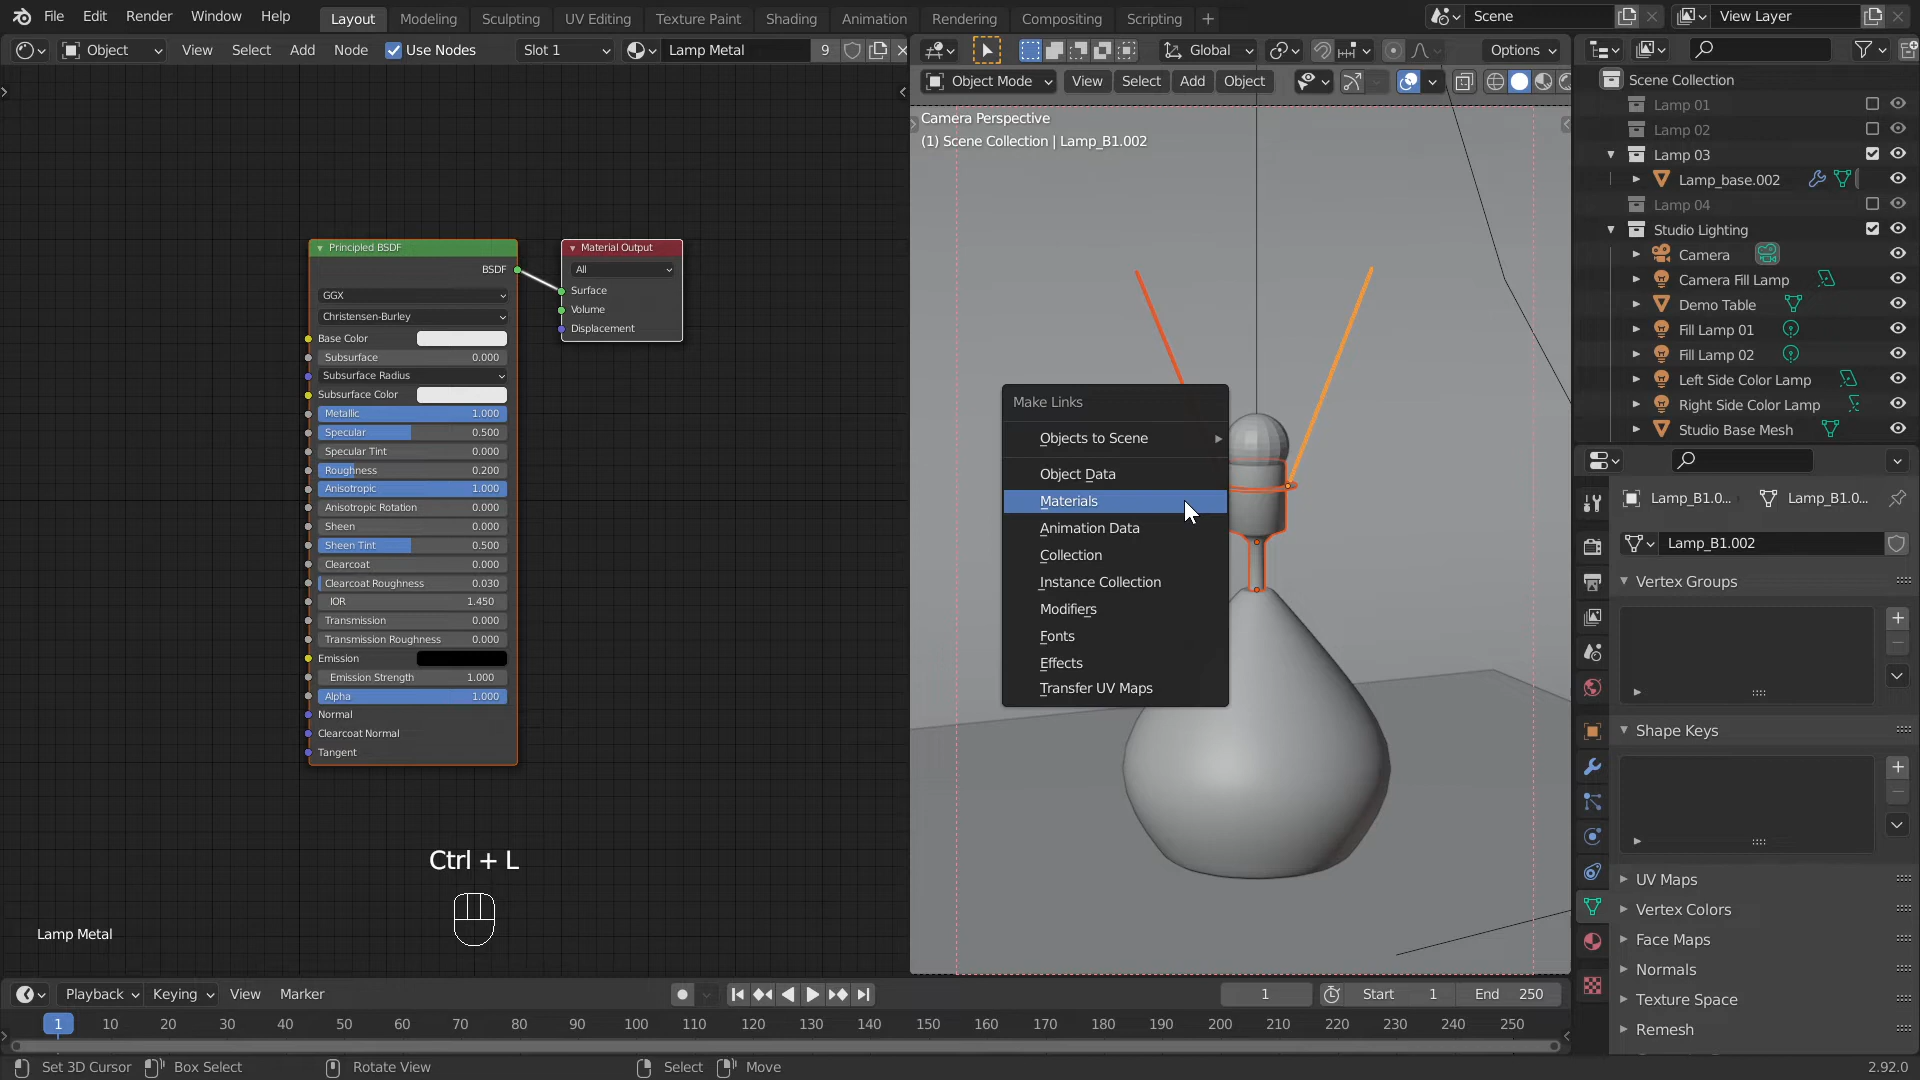 File Edit Render Window Help Layout Modeling Sculpting UV Editing Texture Paint Shading Animation Rendering Compositing Scripting + Scene View Layer
Object View Select Add Node Use Nodes Slot 1 Lamp Metal 9 Global Options
Object Mode View Select Add Object
Camera Perspective
(1) Scene Collection | Lamp_B1.002
Scene Collection
Lamp 01
Lamp 02
Lamp 03
Lamp_base.002
Lamp 04
Studio Lighting
Camera
Camera Fill Lamp
Demo Table
Fill Lamp 01
Fill Lamp 02
Left Side Color Lamp
Right Side Color Lamp
Studio Base Mesh
Principled BSDF
BSDF
GGX
Christensen-Burley
Base Color
Subsurface 0.000
Subsurface Radius
Subsurface Color
Metallic 1.000
Specular 0.500
Specular Tint 0.000
Roughness 0.200
Anisotropic 1.000
Anisotropic Rotation 0.000
Sheen 0.000
Sheen Tint 0.500
Clearcoat 0.000
Clearcoat Roughness 0.030
IOR 1.450
Transmission 0.000
Transmission Roughness 0.000
Emission
Emission Strength 1.000
Alpha 1.000
Normal
Clearcoat Normal
Tangent
Material Output
All
Surface
Volume
Displacement
Make Links
Objects to Scene
Object Data
Materials
Animation Data
Collection
Instance Collection
Modifiers
Fonts
Effects
Transfer UV Maps
Lamp_B1.0... Lamp_B1.0...
Lamp_B1.002
Vertex Groups
Shape Keys
UV Maps
Vertex Colors
Face Maps
Normals
Texture Space
Remesh
Ctrl + L
Lamp Metal
Playback Keying View Marker 1 Start 1 End 250
1 10 20 30 40 50 60 70 80 90 100 110 120 130 140 150 160 170 180 190 200 210 220 230 240 250
Set 3D Cursor Box Select Rotate View Select Move 2.92.0